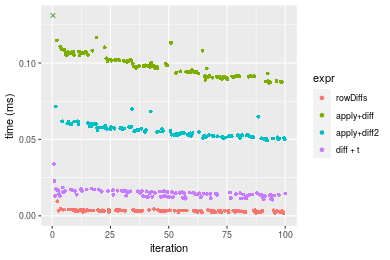 0.10
0.05
0.00
time (ms)
0
25
50
75
100
iteration
expr
rowDiffs
apply+diff
apply+diff2
diff + t